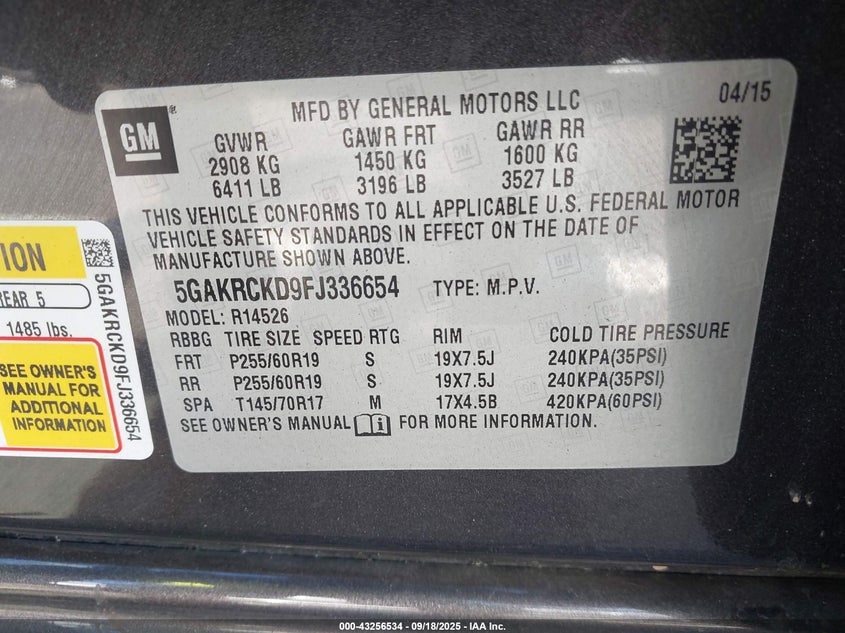 GM
®
MFD BY GENERAL MOTORS LLC
04/15
GVWR GAWR FRT GAWR RR
2908 KG 1450 KG 1600 KG
6411 LB 3196 LB 3527 LB
THIS VEHICLE CONFORMS TO ALL APPLICABLE U.S. FEDERAL MOTOR
VEHICLE SAFETY STANDARDS IN EFFECT ON THE DATE OF
MANUFACTURE SHOWN ABOVE.
5GAKRCKD9FJ336654 TYPE: M.P.V.
MODEL: R14526
RBBG TIRE SIZE SPEED RTG RIM COLD TIRE PRESSURE
FRT P255/60R19 S 19X7.5J 240KPA(35PSI)
RR P255/60R19 S 19X7.5J 240KPA(35PSI)
SPA T145/70R17 M 17X4.5B 420KPA(60PSI)
SEE OWNER'S MANUAL FOR MORE INFORMATION.
ION
REAR 5
1485 lbs.
SEE OWNER'S
MANUAL FOR
ADDITIONAL
INFORMATION
5GAKRCKD9FJ336654
000-43256534 - 09/18/2025 - IAA Inc.